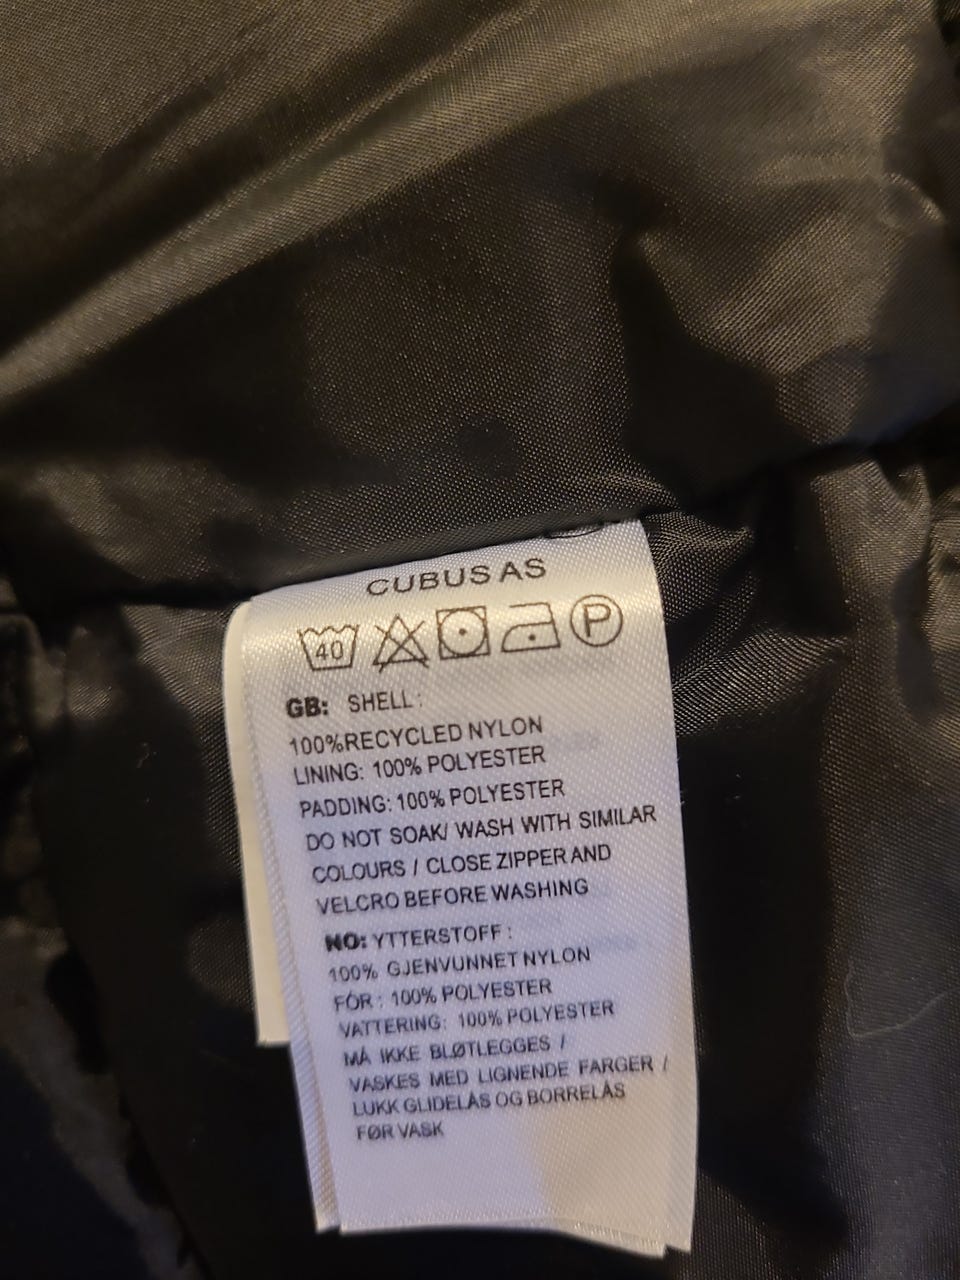 CUBUS AS
40 P
GB: SHELL:
100%RECYCLED NYLON
LINING: 100% POLYESTER
PADDING: 100% POLYESTER
DO NOT SOAK/ WASH WITH SIMILAR
COLOURS / CLOSE ZIPPER AND
VELCRO BEFORE WASHING
NO: YTTERSTOFF :
100% GJENVUNNET NYLON
FÓR : 100% POLYESTER
VATTERING: 100% POLYESTER
MÅ IKKE BLØTLEGGES /
VASKES MED LIGNENDE FARGER /
LUKK GLIDELÅS OG BORRELÅS
FØR VASK